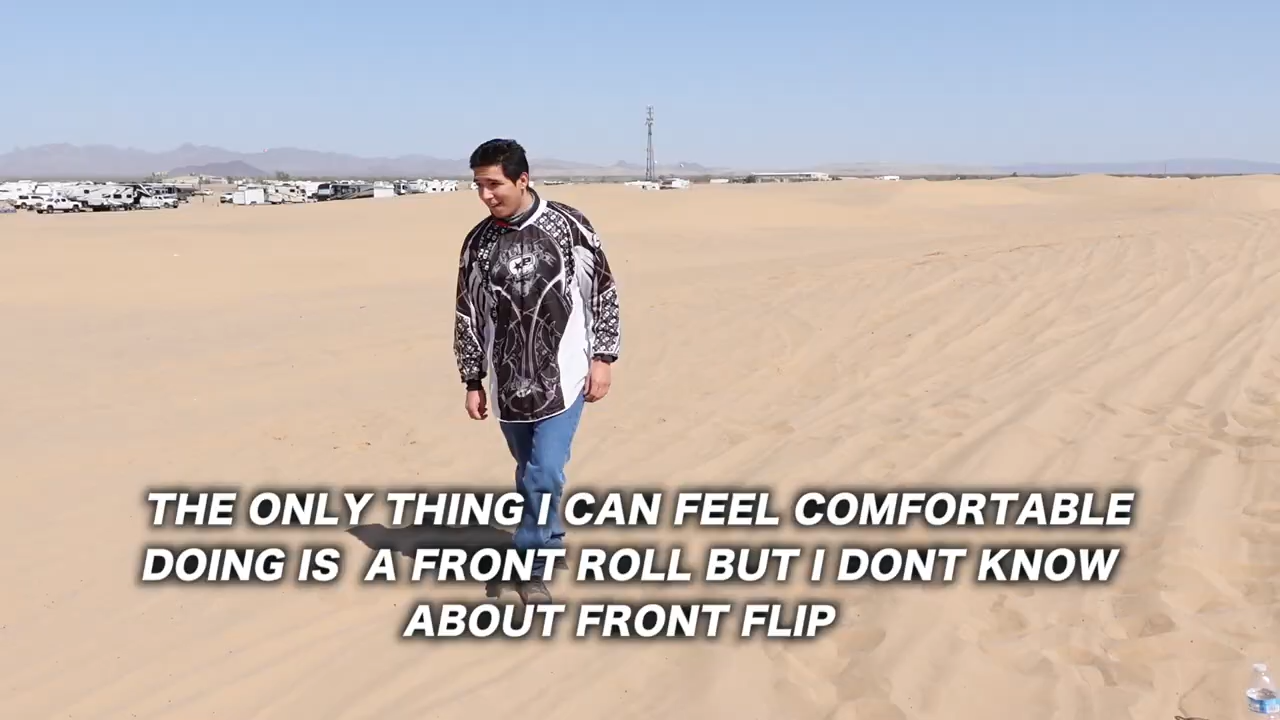 THE ONLY THING I CAN FEEL COMFORTABLE
DOING IS  A FRONT ROLL BUT I DONT KNOW
ABOUT FRONT FLIP